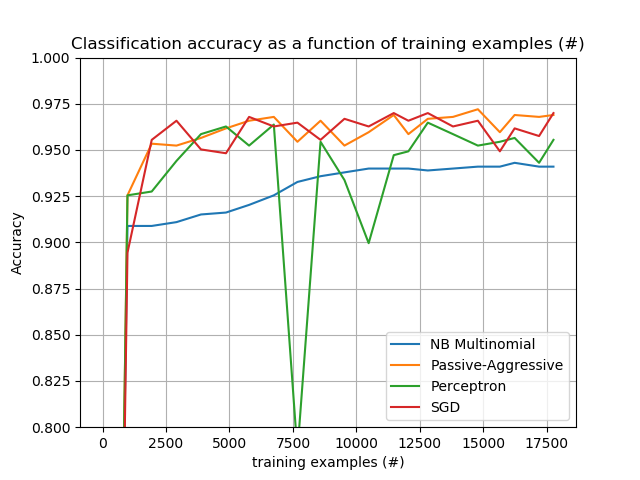 Classification accuracy as a function of training examples (#)
1.000
0.975
0.950
0.925
0.900
0.875
0.850
0.825
0.800
Accuracy
NB Multinomial
Passive-Aggressive
Perceptron
SGD
0 2500 5000 7500 10000 12500 15000 17500
training examples (#)